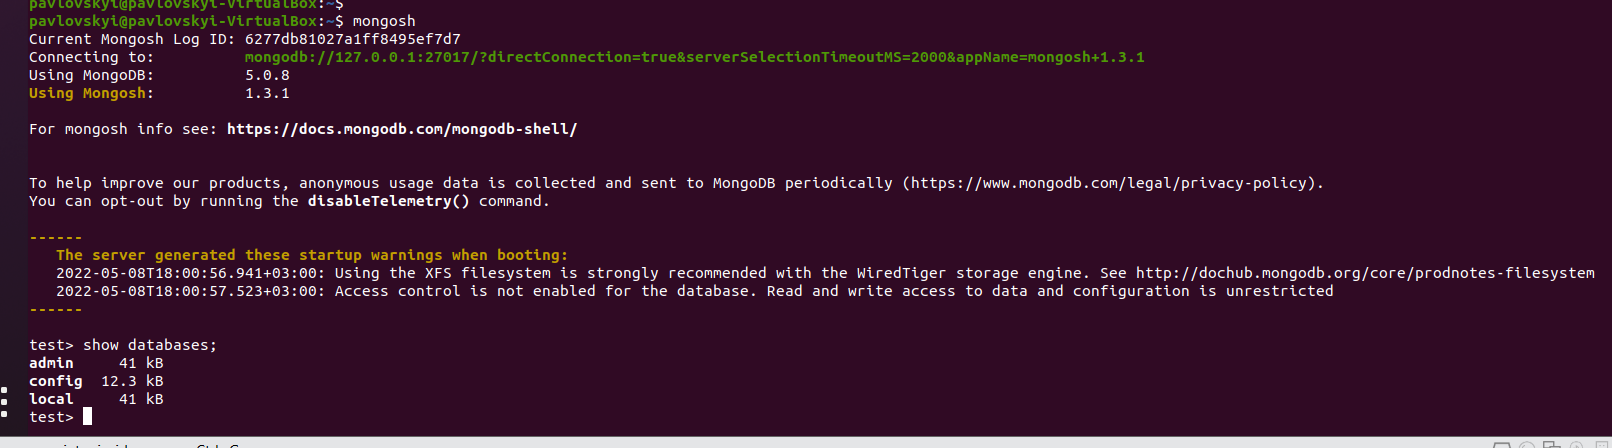 pavlovskyi@pavlovskyi-VirtualBox:~$
pavlovskyi@pavlovskyi-VirtualBox:~$ mongosh
Current Mongosh Log ID: 6277db81027a1ff8495ef7d7
Connecting to:          mongodb://127.0.0.1:27017/?directConnection=true&serverSelectionTimeoutMS=2000&appName=mongosh+1.3.1
Using MongoDB:          5.0.8
Using Mongosh:          1.3.1
For mongosh info see: https://docs.mongodb.com/mongodb-shell/
To help improve our products, anonymous usage data is collected and sent to MongoDB periodically (https://www.mongodb.com/legal/privacy-policy).
You can opt-out by running the disableTelemetry() command.
------
The server generated these startup warnings when booting:
2022-05-08T18:00:56.941+03:00: Using the XFS filesystem is strongly recommended with the WiredTiger storage engine. See http://dochub.mongodb.org/core/prodnotes-filesystem
2022-05-08T18:00:57.523+03:00: Access control is not enabled for the database. Read and write access to data and configuration is unrestricted
------
test> show databases;
admin     41 kB
config  12.3 kB
local     41 kB
test>